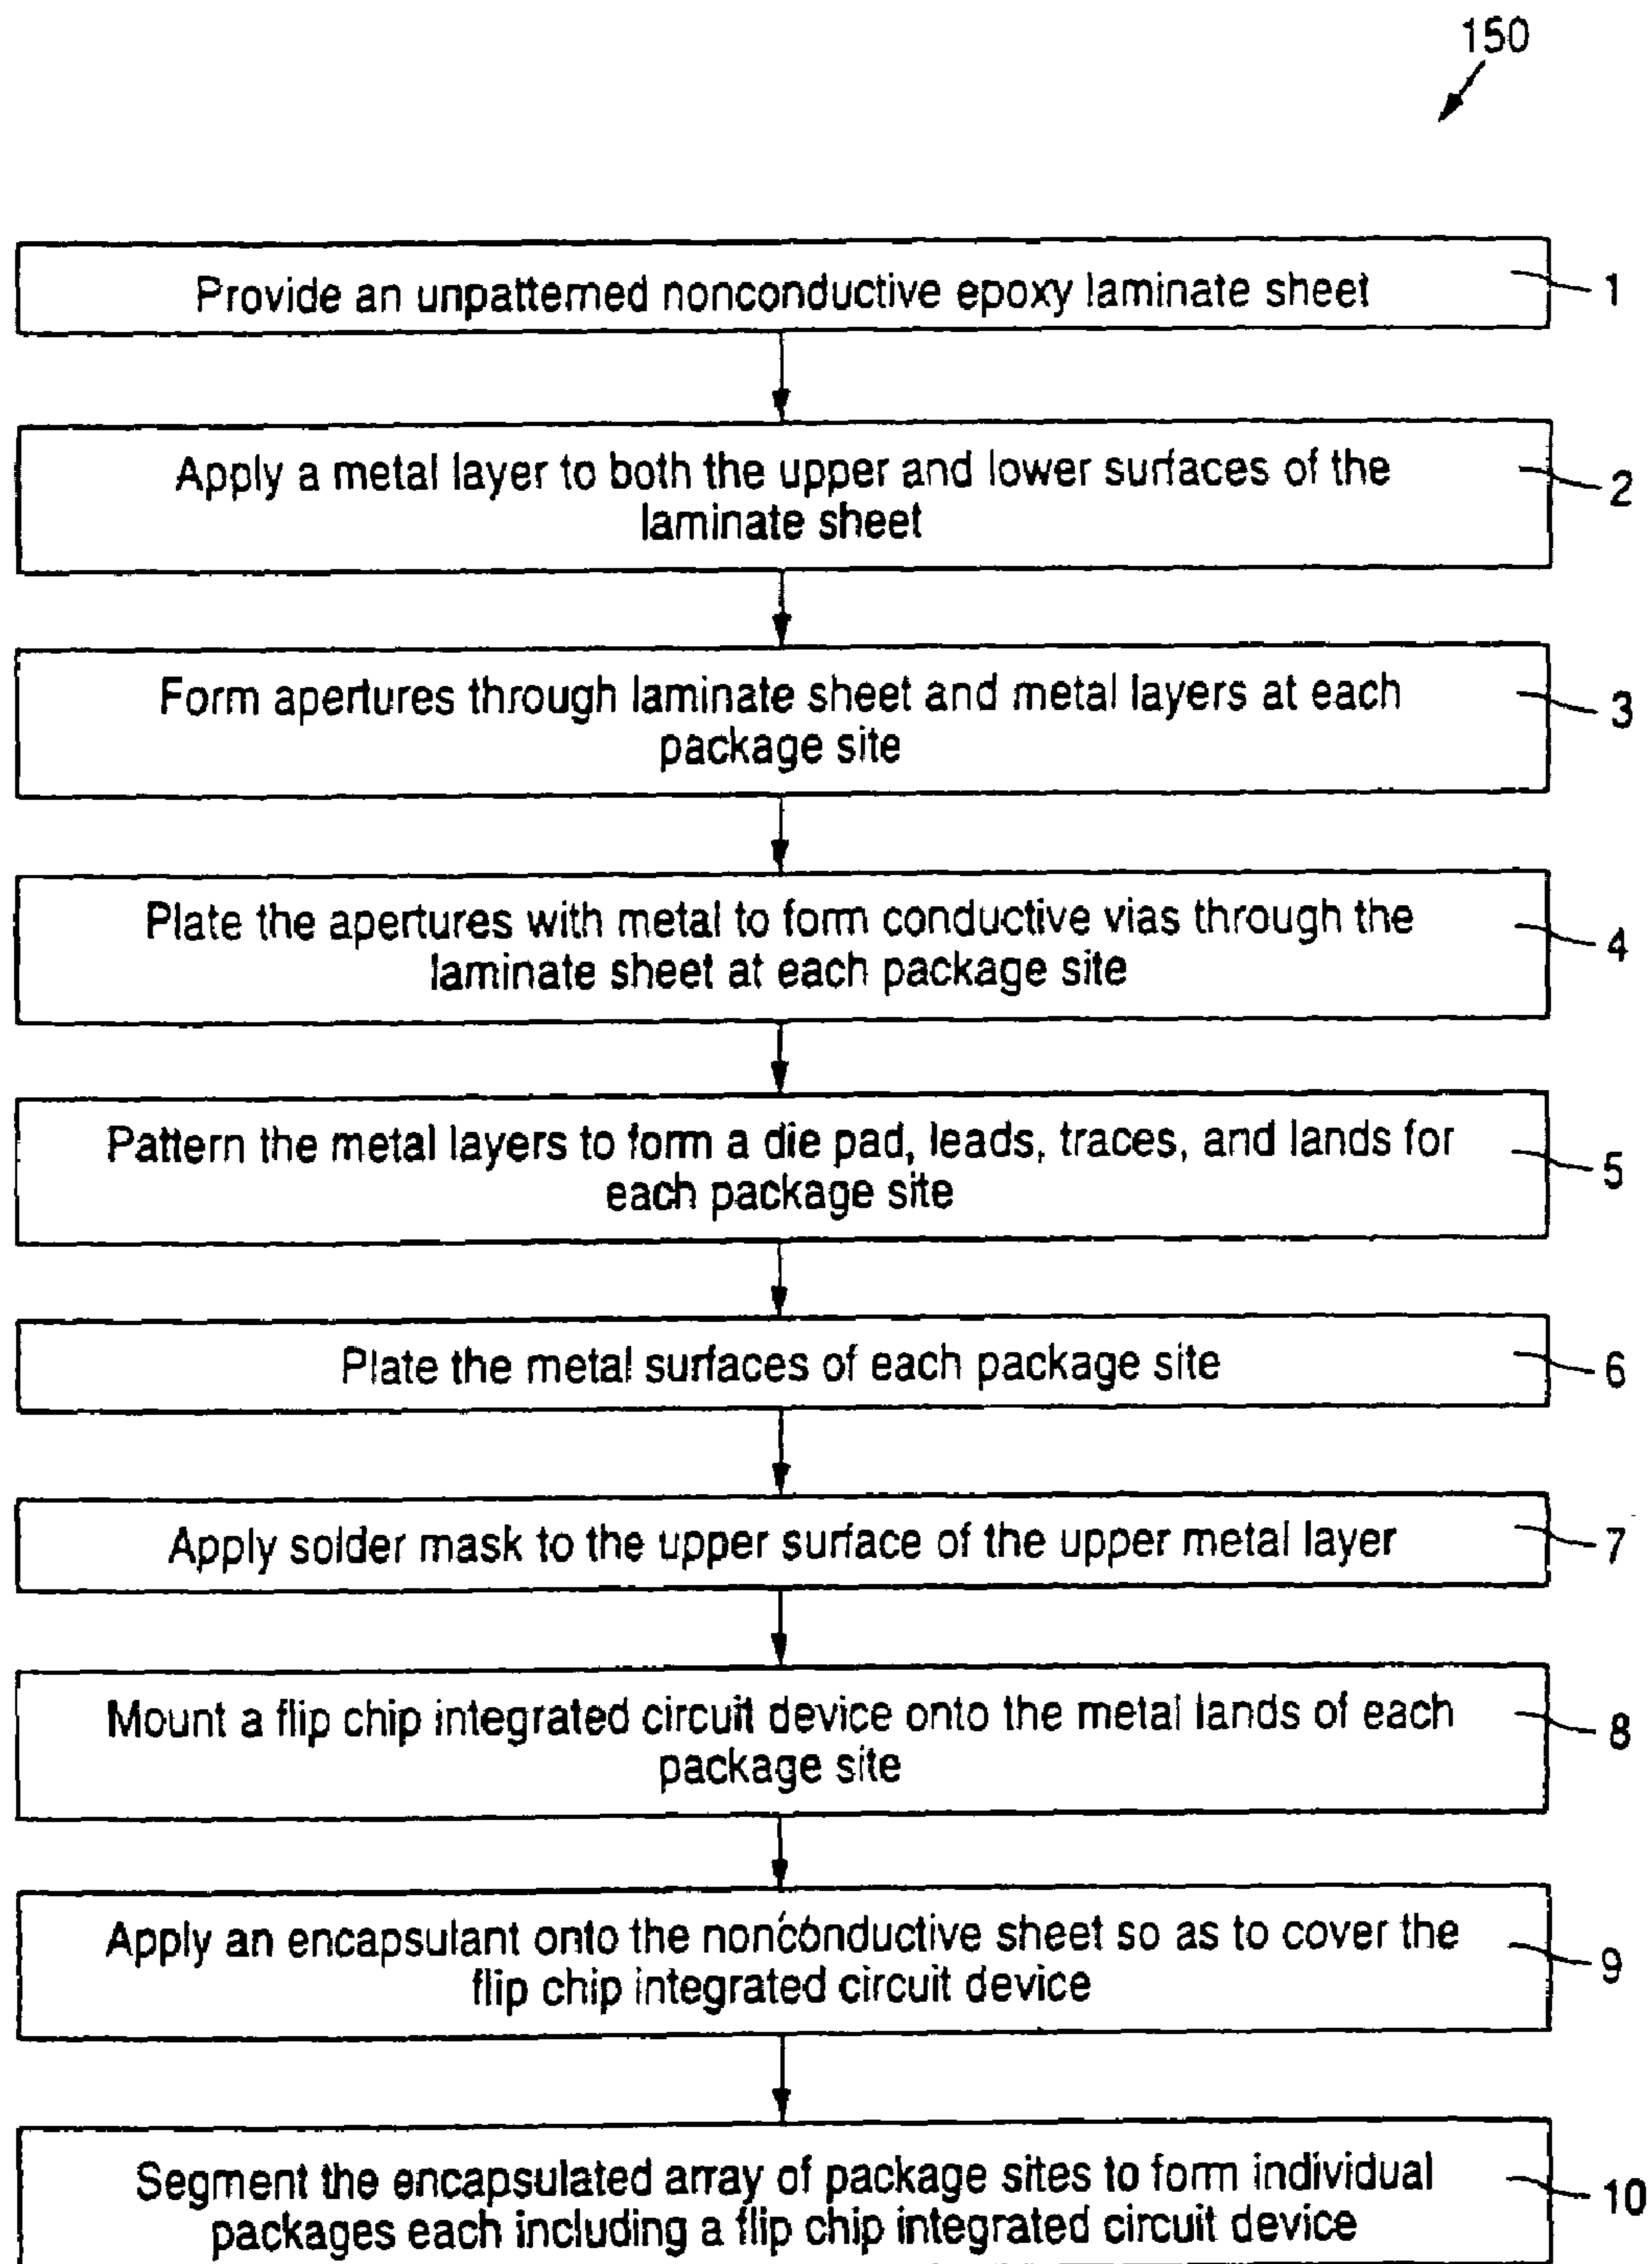 150
Provide an unpatterned nonconductive epoxy laminate sheet
1
Apply a metal layer to both the upper and lower surfaces of the
laminate sheet
2
Form apertures through laminate sheet and metal layers at each
package site
3
Plate the apertures with metal to form conductive vias through the
laminate sheet at each package site
4
Pattern the metal layers to form a die pad, leads, traces, and lands for
each package site
5
Plate the metal surfaces of each package site
6
Apply solder mask to the upper surface of the upper metal layer
7
Mount a flip chip integrated circuit device onto the metal lands of each
package site
8
Apply an encapsulant onto the nonconductive sheet so as to cover the
flip chip integrated circuit device
9
Segment the encapsulated array of package sites to form individual
packages each including a flip chip integrated circuit device
10